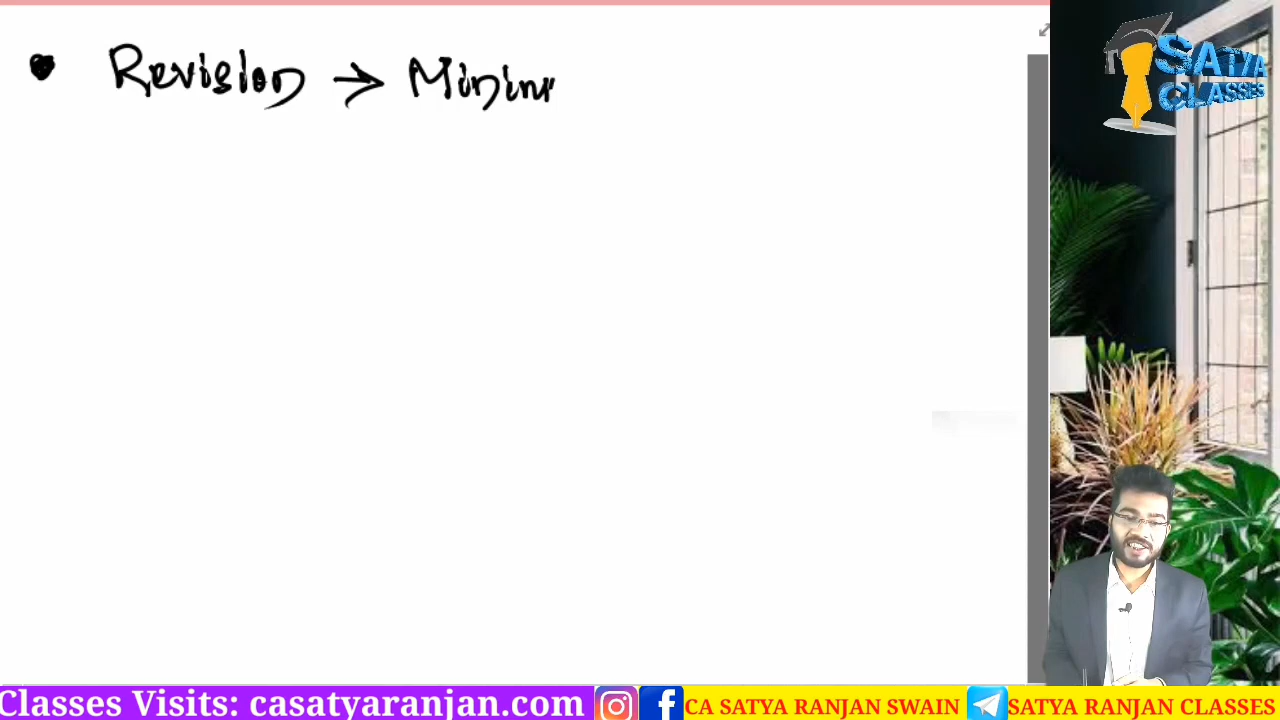 • Revision → Minim
SATYA
CLASSES
Classes Visits: casatyaranjan.com
CA SATYA RANJAN SWAIN
SATYA RANJAN CLASSES